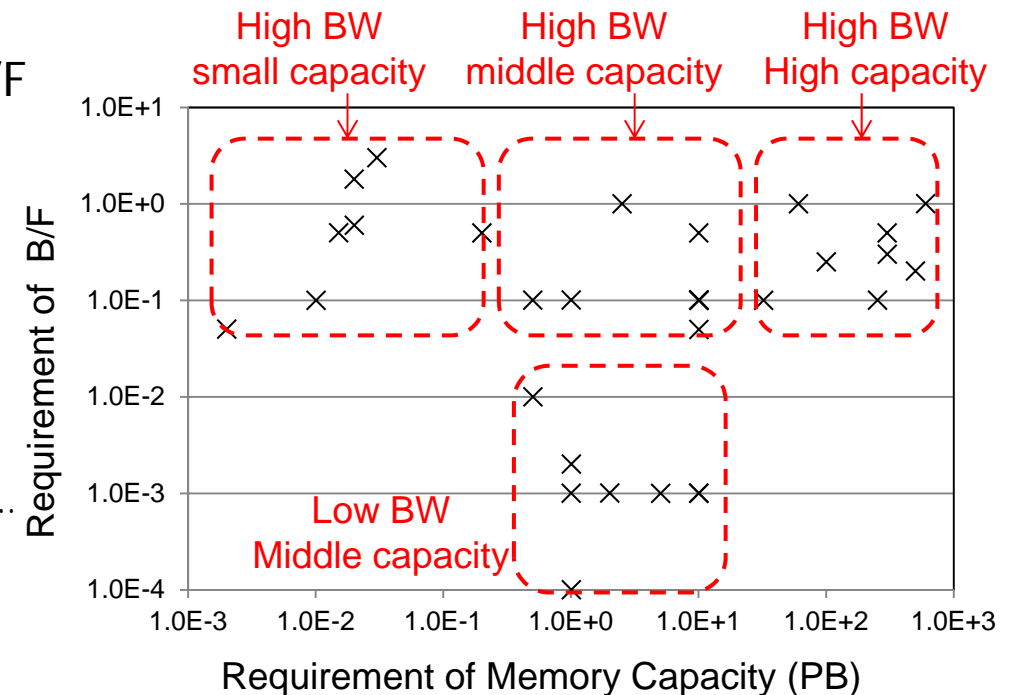 High BW
small capacity
High BW
middle capacity
High BW
High capacity
/F
1.0E+1
1.0E+0
1.0E-1
1.0E-2
1.0E-3
1.0E-4
Requirement of B/F
Low BW
Middle capacity
1.0E-3 1.0E-2 1.0E-1 1.0E+0 1.0E+1 1.0E+2 1.0E+3
Requirement of Memory Capacity (PB)